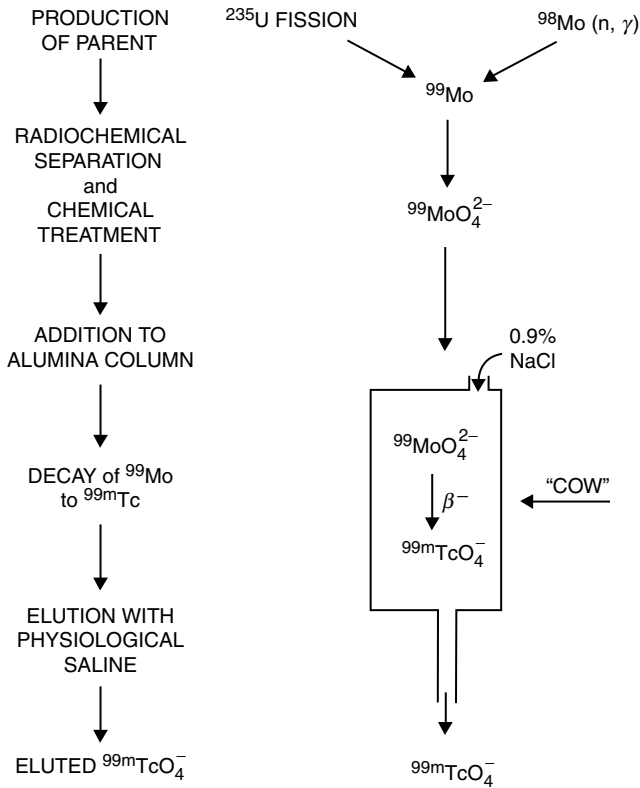 PRODUCTION
OF PARENT
RADIOCHEMICAL
SEPARATION
and
CHEMICAL
TREATMENT
ADDITION TO
ALUMINA COLUMN
DECAY of ⁹⁹Mo
to ⁹⁹ᵐTc
ELUTION WITH
PHYSIOLOGICAL
SALINE
ELUTED ⁹⁹ᵐTcO₄⁻
²³⁵U FISSION
⁹⁸Mo (n, γ)
⁹⁹Mo
⁹⁹MoO₄²⁻
0.9%
NaCl
⁹⁹MoO₄²⁻
β⁻
⁹⁹ᵐTcO₄⁻
“COW”
⁹⁹ᵐTcO₄⁻